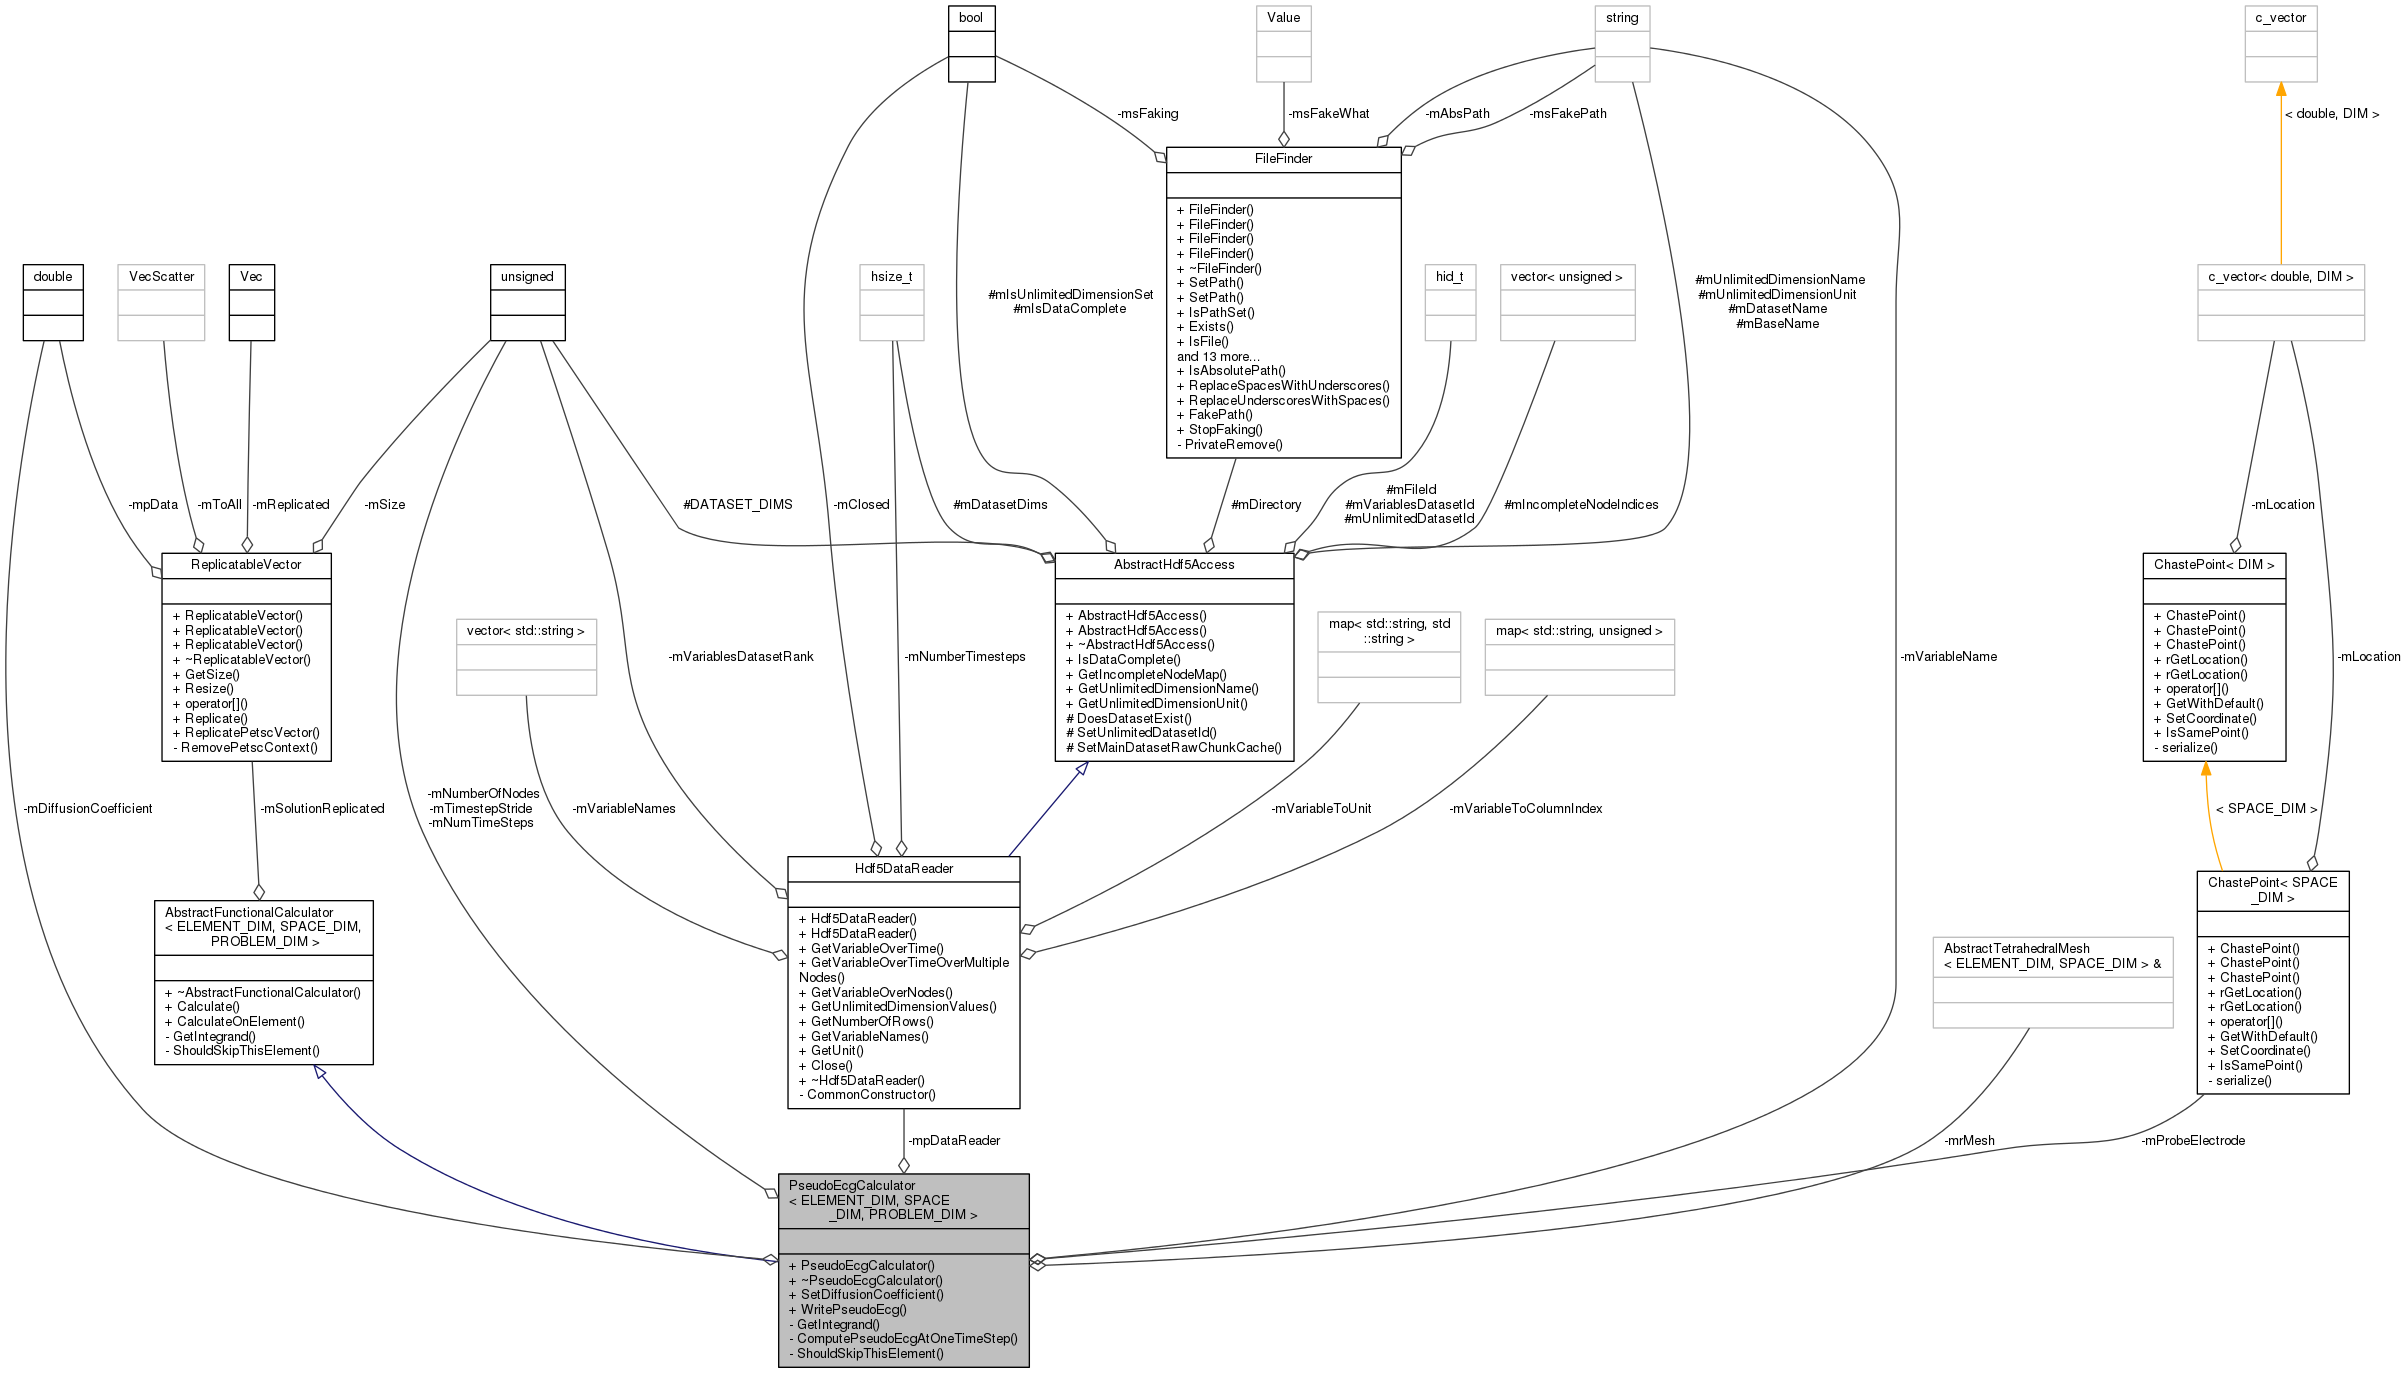 bool
Value
string
c_vector
-msFaking
-msFakeWhat
-mAbsPath
-msFakePath
< double, DIM >
FileFinder
+ FileFinder()
+ FileFinder()
+ FileFinder()
+ FileFinder()
+ ~FileFinder()
+ SetPath()
+ SetPath()
+ IsPathSet()
+ Exists()
+ IsFile()
and 13 more...
+ IsAbsolutePath()
+ ReplaceSpacesWithUnderscores()
+ ReplaceUnderscoresWithSpaces()
+ FakePath()
+ StopFaking()
- PrivateRemove()
double
VecScatter
Vec
unsigned
hsize_t
hid_t
vector< unsigned >
c_vector< double, DIM >
#mIsUnlimitedDimensionSet
#mIsDataComplete
#mUnlimitedDimensionName
#mUnlimitedDimensionUnit
#mDatasetName
#mBaseName
-mpData
-mToAll
-mReplicated
-mSize
#DATASET_DIMS
-mClosed
#mDatasetDims
#mDirectory
#mFileId
#mVariablesDatasetId
#mUnlimitedDatasetId
#mIncompleteNodeIndices
-mLocation
ReplicatableVector
+ ReplicatableVector()
+ ReplicatableVector()
+ ReplicatableVector()
+ ~ReplicatableVector()
+ GetSize()
+ Resize()
+ operator[]()
+ Replicate()
+ ReplicatePetscVector()
- RemovePetscContext()
AbstractHdf5Access
+ AbstractHdf5Access()
+ AbstractHdf5Access()
+ ~AbstractHdf5Access()
+ IsDataComplete()
+ GetIncompleteNodeMap()
+ GetUnlimitedDimensionName()
+ GetUnlimitedDimensionUnit()
# DoesDatasetExist()
# SetUnlimitedDatasetId()
# SetMainDatasetRawChunkCache()
ChastePoint< DIM >
+ ChastePoint()
+ ChastePoint()
+ ChastePoint()
+ rGetLocation()
+ rGetLocation()
+ operator[]()
+ GetWithDefault()
+ SetCoordinate()
+ IsSamePoint()
- serialize()
vector< std::string >
map< std::string, std
::string >
map< std::string, unsigned >
-mVariablesDatasetRank
-mNumberTimesteps
-mVariableName
-mLocation
-mDiffusionCoefficient
-mSolutionReplicated
-mNumberOfNodes
-mTimestepStride
-mNumTimeSteps
-mVariableNames
-mVariableToUnit
-mVariableToColumnIndex
< SPACE_DIM >
AbstractFunctionalCalculator
< ELEMENT_DIM, SPACE_DIM,
PROBLEM_DIM >
+ ~AbstractFunctionalCalculator()
+ Calculate()
+ CalculateOnElement()
- GetIntegrand()
- ShouldSkipThisElement()
Hdf5DataReader
+ Hdf5DataReader()
+ Hdf5DataReader()
+ GetVariableOverTime()
+ GetVariableOverTimeOverMultiple
Nodes()
+ GetVariableOverNodes()
+ GetUnlimitedDimensionValues()
+ GetNumberOfRows()
+ GetVariableNames()
+ GetUnit()
+ Close()
+ ~Hdf5DataReader()
- CommonConstructor()
AbstractTetrahedralMesh
< ELEMENT_DIM, SPACE_DIM > &
ChastePoint< SPACE
_DIM >
+ ChastePoint()
+ ChastePoint()
+ ChastePoint()
+ rGetLocation()
+ rGetLocation()
+ operator[]()
+ GetWithDefault()
+ SetCoordinate()
+ IsSamePoint()
- serialize()
-mpDataReader
-mrMesh
-mProbeElectrode
PseudoEcgCalculator
< ELEMENT_DIM, SPACE
_DIM, PROBLEM_DIM >
+ PseudoEcgCalculator()
+ ~PseudoEcgCalculator()
+ SetDiffusionCoefficient()
+ WritePseudoEcg()
- GetIntegrand()
- ComputePseudoEcgAtOneTimeStep()
- ShouldSkipThisElement()